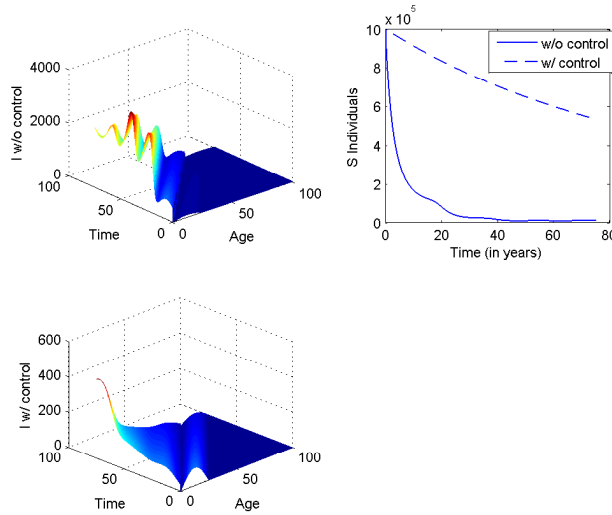 4000
2000
0
100
50
0
0
50
100
I w/o control
Time
Age
x 10^5
10
8
6
4
2
0
0
20
40
60
80
S Individuals
Time (in years)
w/o control
w/ control
600
400
200
0
100
50
0
0
50
100
I w/ control
Time
Age